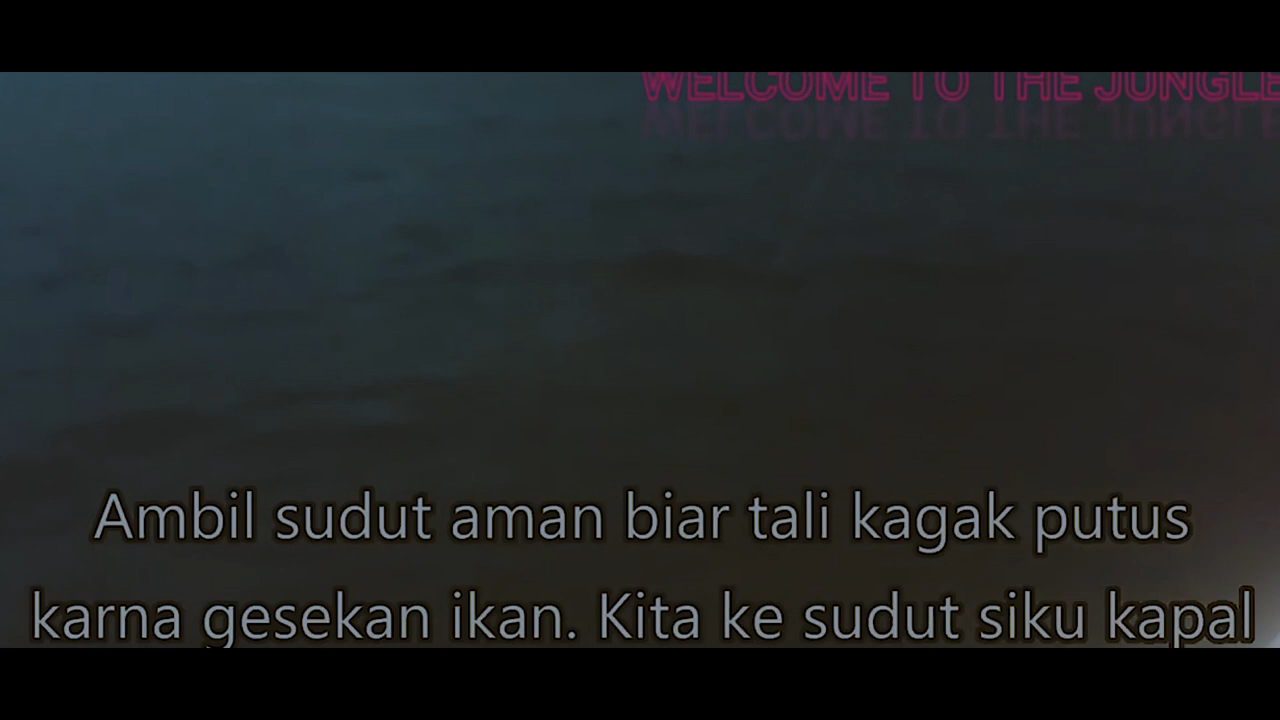 WELCOME TO THE JUNGLE
Ambil sudut aman biar tali kagak putus
karna gesekan ikan. Kita ke sudut siku kapal